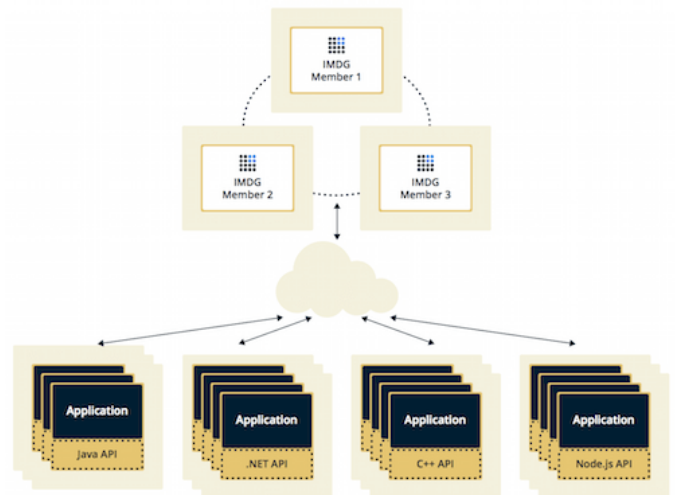 IMDG
Member 1
IMDG
Member 2
IMDG
Member 3
Application
Java API
Application
.NET API
Application
C++ API
Application
Node.js API